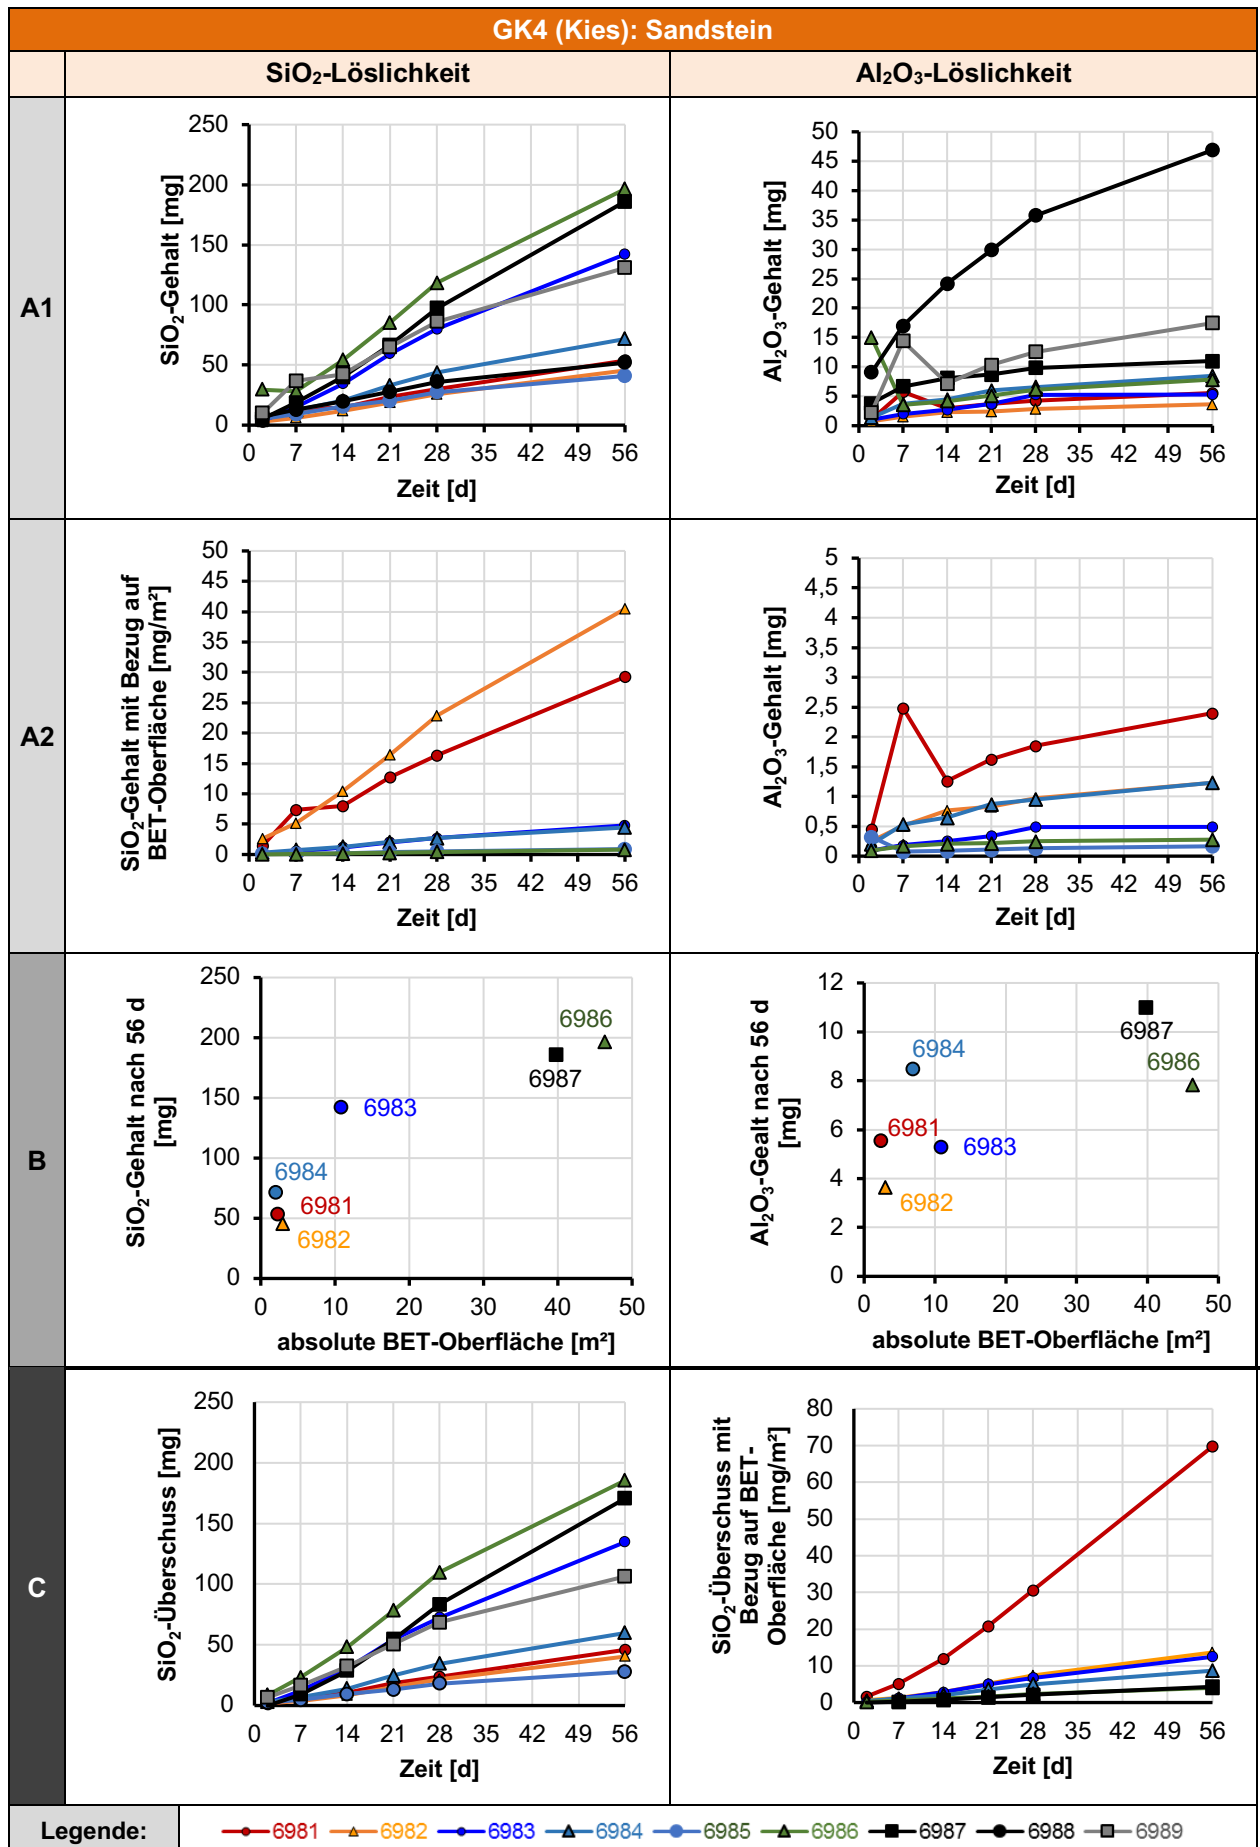 GK4 (Kies): Sandstein
SiO₂-Löslichkeit
Al₂O₃-Löslichkeit
A1
SiO₂-Gehalt [mg]
250
200
150
100
50
0
0 7 14 21 28 35 42 49 56
Zeit [d]
Al₂O₃-Gehalt [mg]
50
45
40
35
30
25
20
15
10
5
0
0 7 14 21 28 35 42 49 56
Zeit [d]
A2
SiO₂-Gehalt mit Bezug auf
BET-Oberfläche [mg/m²]
50
45
40
35
30
25
20
15
10
5
0
0 7 14 21 28 35 42 49 56
Zeit [d]
Al₂O₃-Gehalt [mg]
5
4,5
4
3,5
3
2,5
2
1,5
1
0,5
0
0 7 14 21 28 35 42 49 56
Zeit [d]
B
SiO₂-Gehalt nach 56 d
[mg]
250
200
150
100
50
0
6986
6987
6983
6984
6981
6982
0 10 20 30 40 50
absolute BET-Oberfläche [m²]
Al₂O₃-Gealt nach 56 d
[mg]
12
10
8
6
4
2
0
6987
6984
6986
6981
6983
6982
0 10 20 30 40 50
absolute BET-Oberfläche [m²]
C
SiO₂-Überschuss [mg]
250
200
150
100
50
0
0 7 14 21 28 35 42 49 56
Zeit [d]
SiO₂-Überschuss mit
Bezug auf BET-
Oberfläche [mg/m²]
80
70
60
50
40
30
20
10
0
0 7 14 21 28 35 42 49 56
Zeit [d]
Legende: 6981 6982 6983 6984 6985 6986 6987 6988 6989